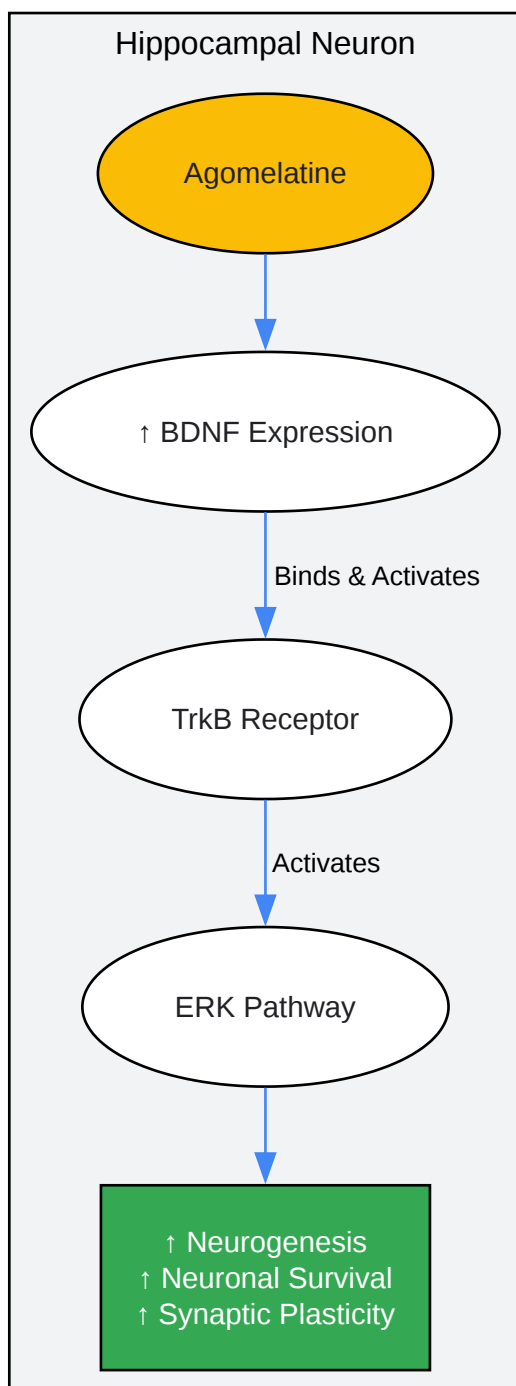 Hippocampal Neuron
Agomelatine
↑ BDNF Expression
Binds & Activates
TrkB Receptor
Activates
ERK Pathway
↑ Neurogenesis
↑ Neuronal Survival
↑ Synaptic Plasticity